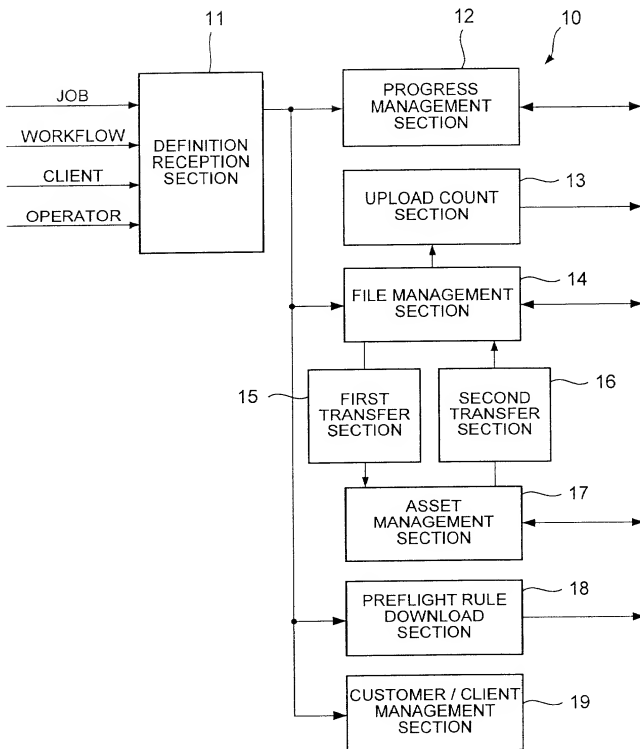 11
12
10
JOB
WORKFLOW
CLIENT
OPERATOR
DEFINITION
RECEPTION
SECTION
PROGRESS
MANAGEMENT
SECTION
13
UPLOAD COUNT
SECTION
14
FILE MANAGEMENT
SECTION
15
FIRST
TRANSFER
SECTION
16
SECOND
TRANSFER
SECTION
17
ASSET
MANAGEMENT
SECTION
18
PREFLIGHT RULE
DOWNLOAD
SECTION
CUSTOMER / CLIENT
MANAGEMENT
SECTION
19